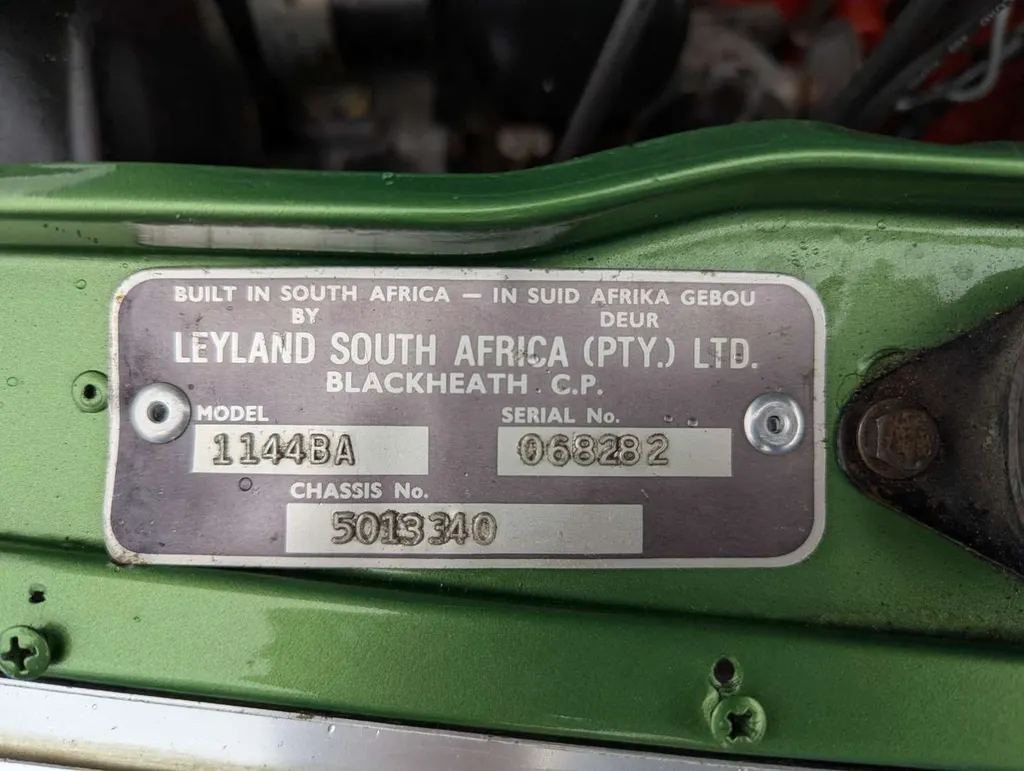 BUILT IN SOUTH AFRICA — IN SUID AFRIKA GEBOU
BY DEUR
LEYLAND SOUTH AFRICA (PTY.) LTD.
BLACKHEATH C.P.
MODEL SERIAL No.
1144BA 068282
CHASSIS No.
5013340